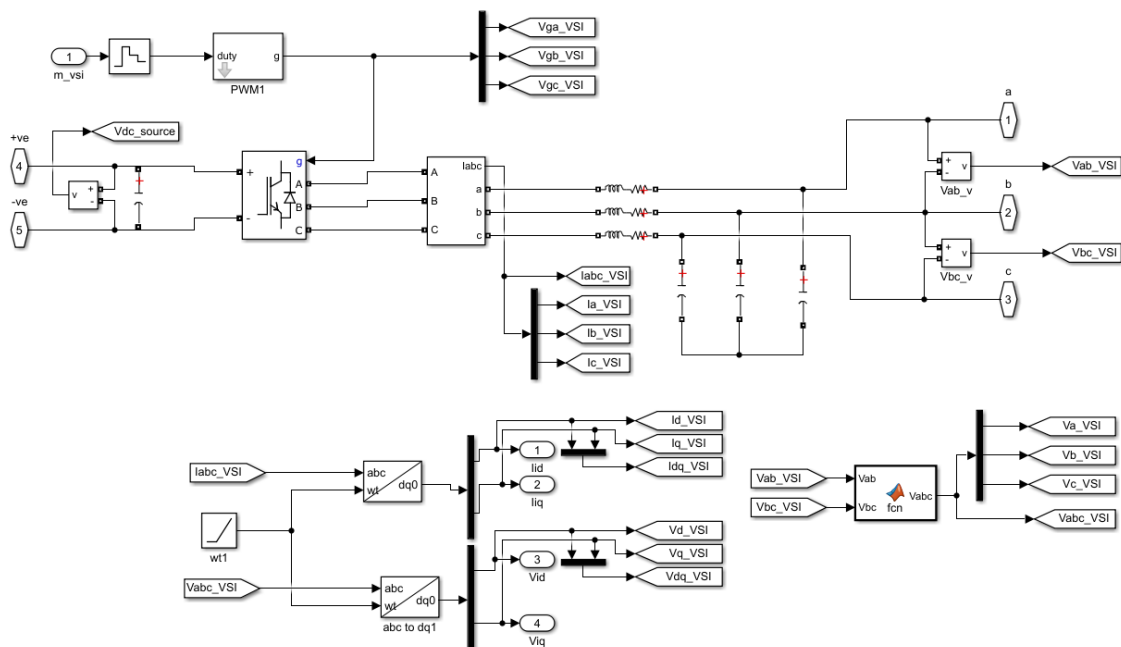 Vga_VSI
1
m_vsi
duty
g
PWM1
Vgb_VSI
Vgc_VSI
Vdc_source
+ve
4
-ve
5
v
+
-
g
+
-
A
B
C
A
B
C
Iabc
a
b
c
a
1
+
-
v
Vab_v
Vab_VSI
b
2
+
-
v
Vbc_v
Vbc_VSI
c
3
Iabc_VSI
Ia_VSI
Ib_VSI
Ic_VSI
Iabc_VSI
abc
wt
dq0
wt1
1
Iid
2
Iiq
Id_VSI
Iq_VSI
Idq_VSI
Vabc_VSI
abc
wt
dq0
abc to dq1
3
Vid
4
Viq
Vd_VSI
Vq_VSI
Vdq_VSI
Vab_VSI
Vbc_VSI
Vab
Vbc
Vabc
fcn
Va_VSI
Vb_VSI
Vc_VSI
Vabc_VSI